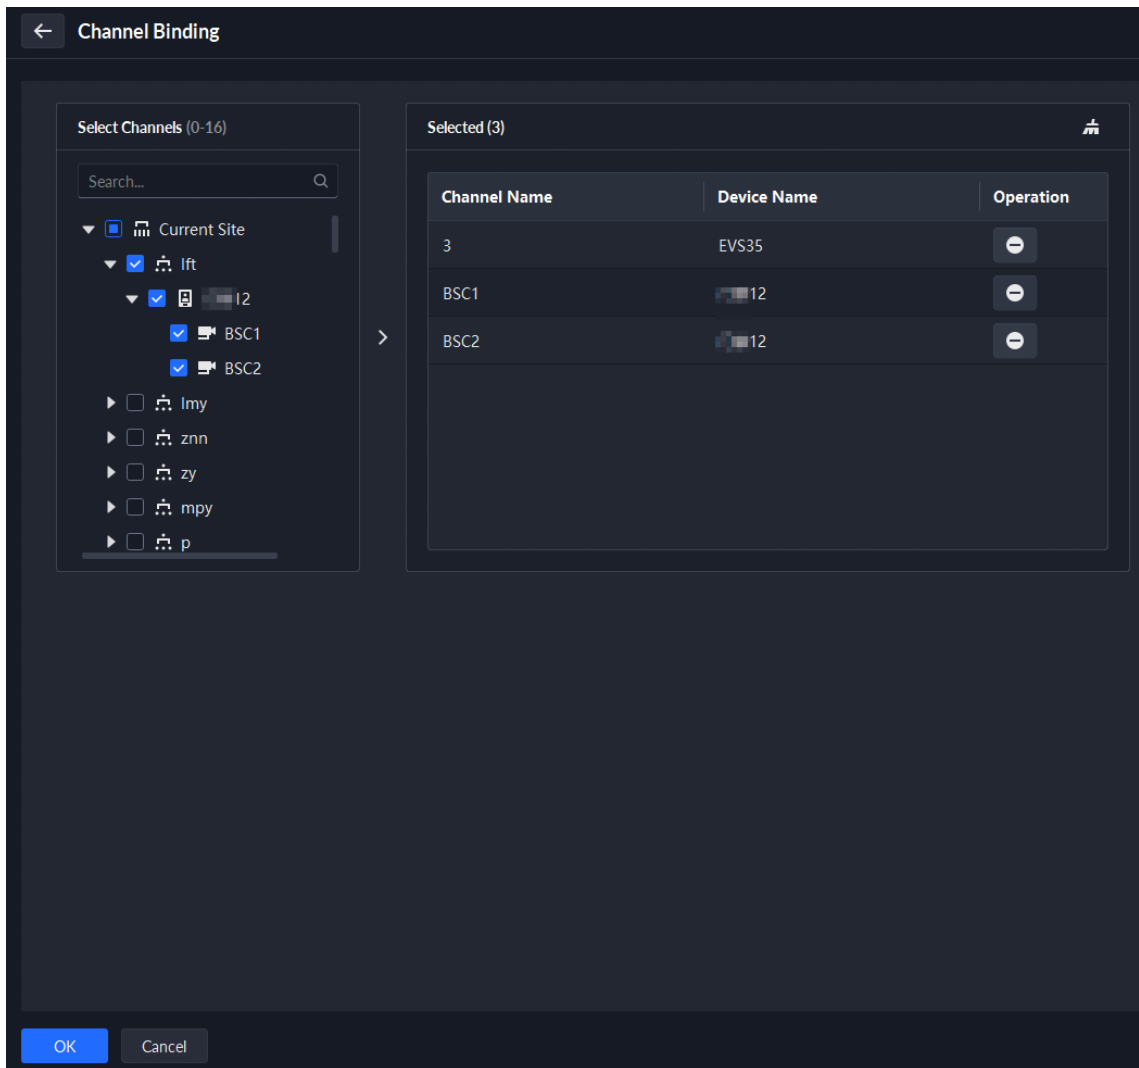 Channel Binding
Select Channels (0-16)
Search...
Current Site
lft
12
BSC1
BSC2
lmy
znn
zy
mpy
p
Selected (3)
Channel Name Device Name Operation
3 EVS35
BSC1 12
BSC2 12
OK Cancel